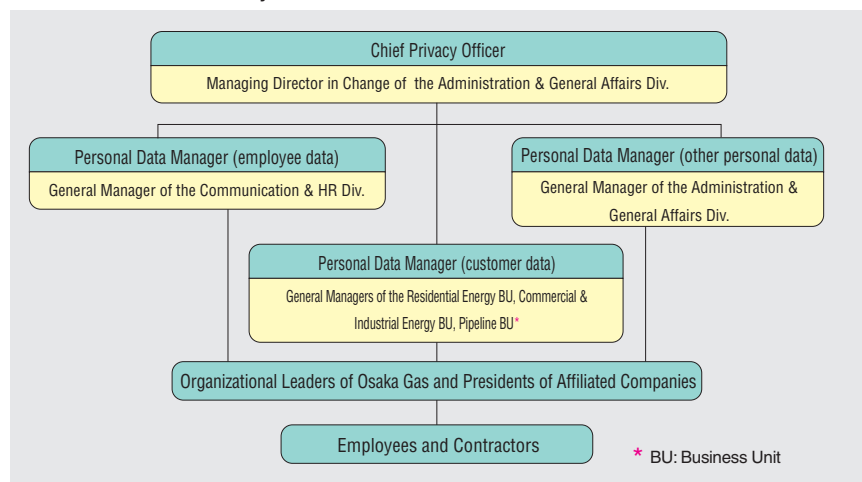 Chief Privacy Officer
Managing Director in Change of the Administration & General Affairs Div.
Personal Data Manager (employee data)
General Manager of the Communication & HR Div.
Personal Data Manager (other personal data)
General Manager of the Administration &
General Affairs Div.
Personal Data Manager (customer data)
General Managers of the Residential Energy BU, Commercial &
Industrial Energy BU, Pipeline BU*
Organizational Leaders of Osaka Gas and Presidents of Affiliated Companies
Employees and Contractors
* BU: Business Unit